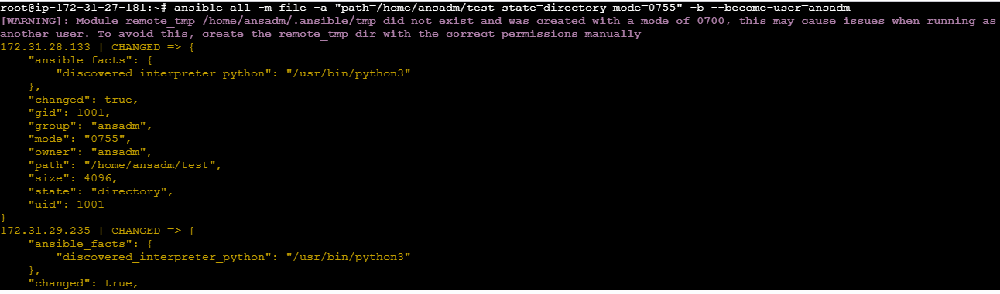 root@ip-172-31-27-181:~# ansible all -m file -a "path=/home/ansadm/test state=directory mode=0755" -b --become-user=ansadm
[WARNING]: Module remote_tmp /home/ansadm/.ansible/tmp did not exist and was created with a mode of 0700, this may cause issues when running as
another user. To avoid this, create the remote_tmp dir with the correct permissions manually
172.31.28.133 | CHANGED => {
    "ansible_facts": {
        "discovered_interpreter_python": "/usr/bin/python3"
    },
    "changed": true,
    "gid": 1001,
    "group": "ansadm",
    "mode": "0755",
    "owner": "ansadm",
    "path": "/home/ansadm/test",
    "size": 4096,
    "state": "directory",
    "uid": 1001
}
172.31.29.235 | CHANGED => {
    "ansible_facts": {
        "discovered_interpreter_python": "/usr/bin/python3"
    },
    "changed": true,